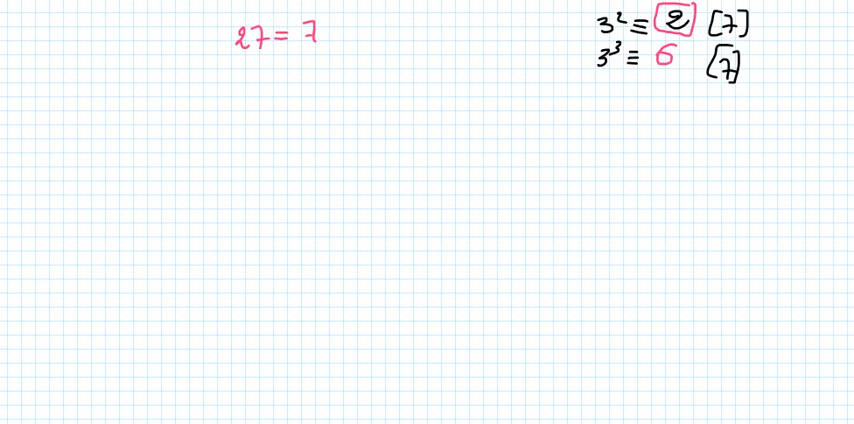 27 = 7
3² ≡ 2 [7]
3³ ≡ 6 [7]